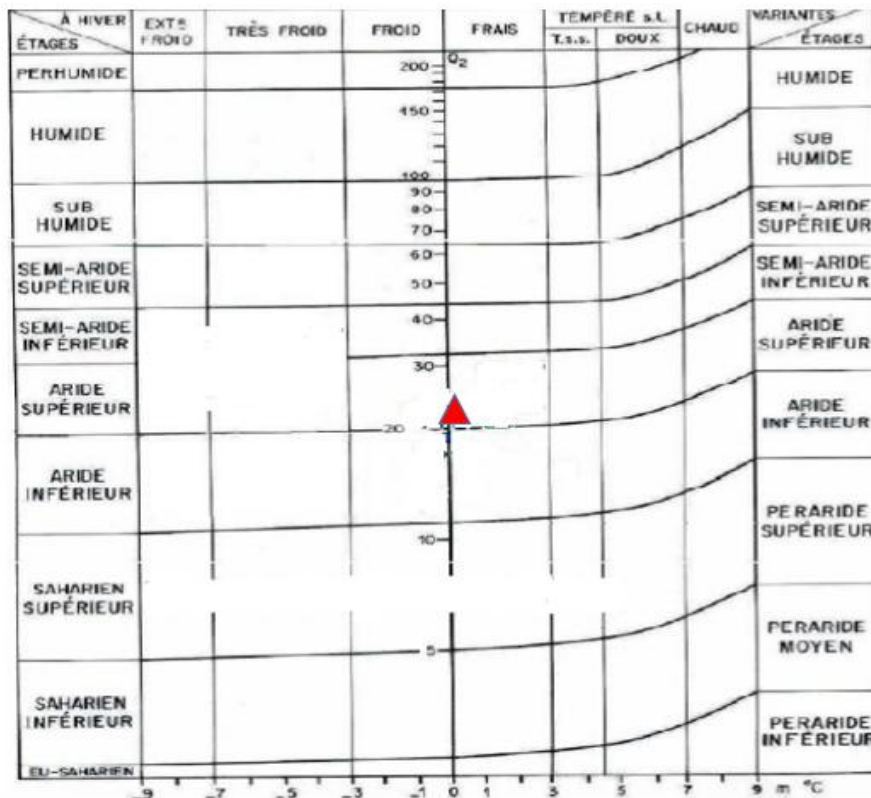 À HIVER
ÉTAGES
EXTR FROID
TRÈS FROID
FROID
FRAIS
TEMPÉRÉ s.l.
T.s.s.
DOUX
CHAUD
VARIANTES
ÉTAGES
PERHUMIDE
HUMIDE
SUB
HUMIDE
SEMI-ARIDE
SUPÉRIEUR
SEMI-ARIDE
INFÉRIEUR
ARIDE
SUPÉRIEUR
ARIDE
INFÉRIEUR
SAHARIEN
SUPÉRIEUR
SAHARIEN
INFÉRIEUR
EU-SAHARIEN
200 Q2
150
100
90
80
70
60
50
40
30
20
10
5
HUMIDE
SUB
HUMIDE
SEMI-ARIDE
SUPÉRIEUR
SEMI-ARIDE
INFÉRIEUR
ARIDE
SUPÉRIEUR
ARIDE
INFÉRIEUR
PERARIDE
SUPÉRIEUR
PERARIDE
MOYEN
PERARIDE
INFÉRIEUR
-9 -7 -5 -3 -1 0 1 3 5 7 9 m °C